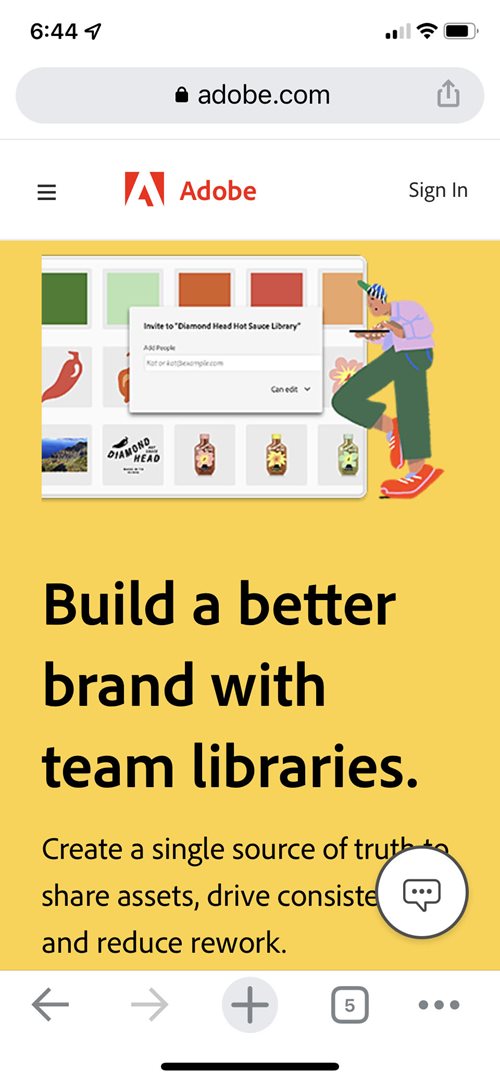 6:44
adobe.com
Adobe
Sign In
Invite to "Diamond Head Hot Sauce Library"
Add People
Kat or kat@example.com
Can edit
DIAMOND
HEAD
Build a better
brand with
team libraries.
Create a single source of truth to
share assets, drive consiste
and reduce rework.
5